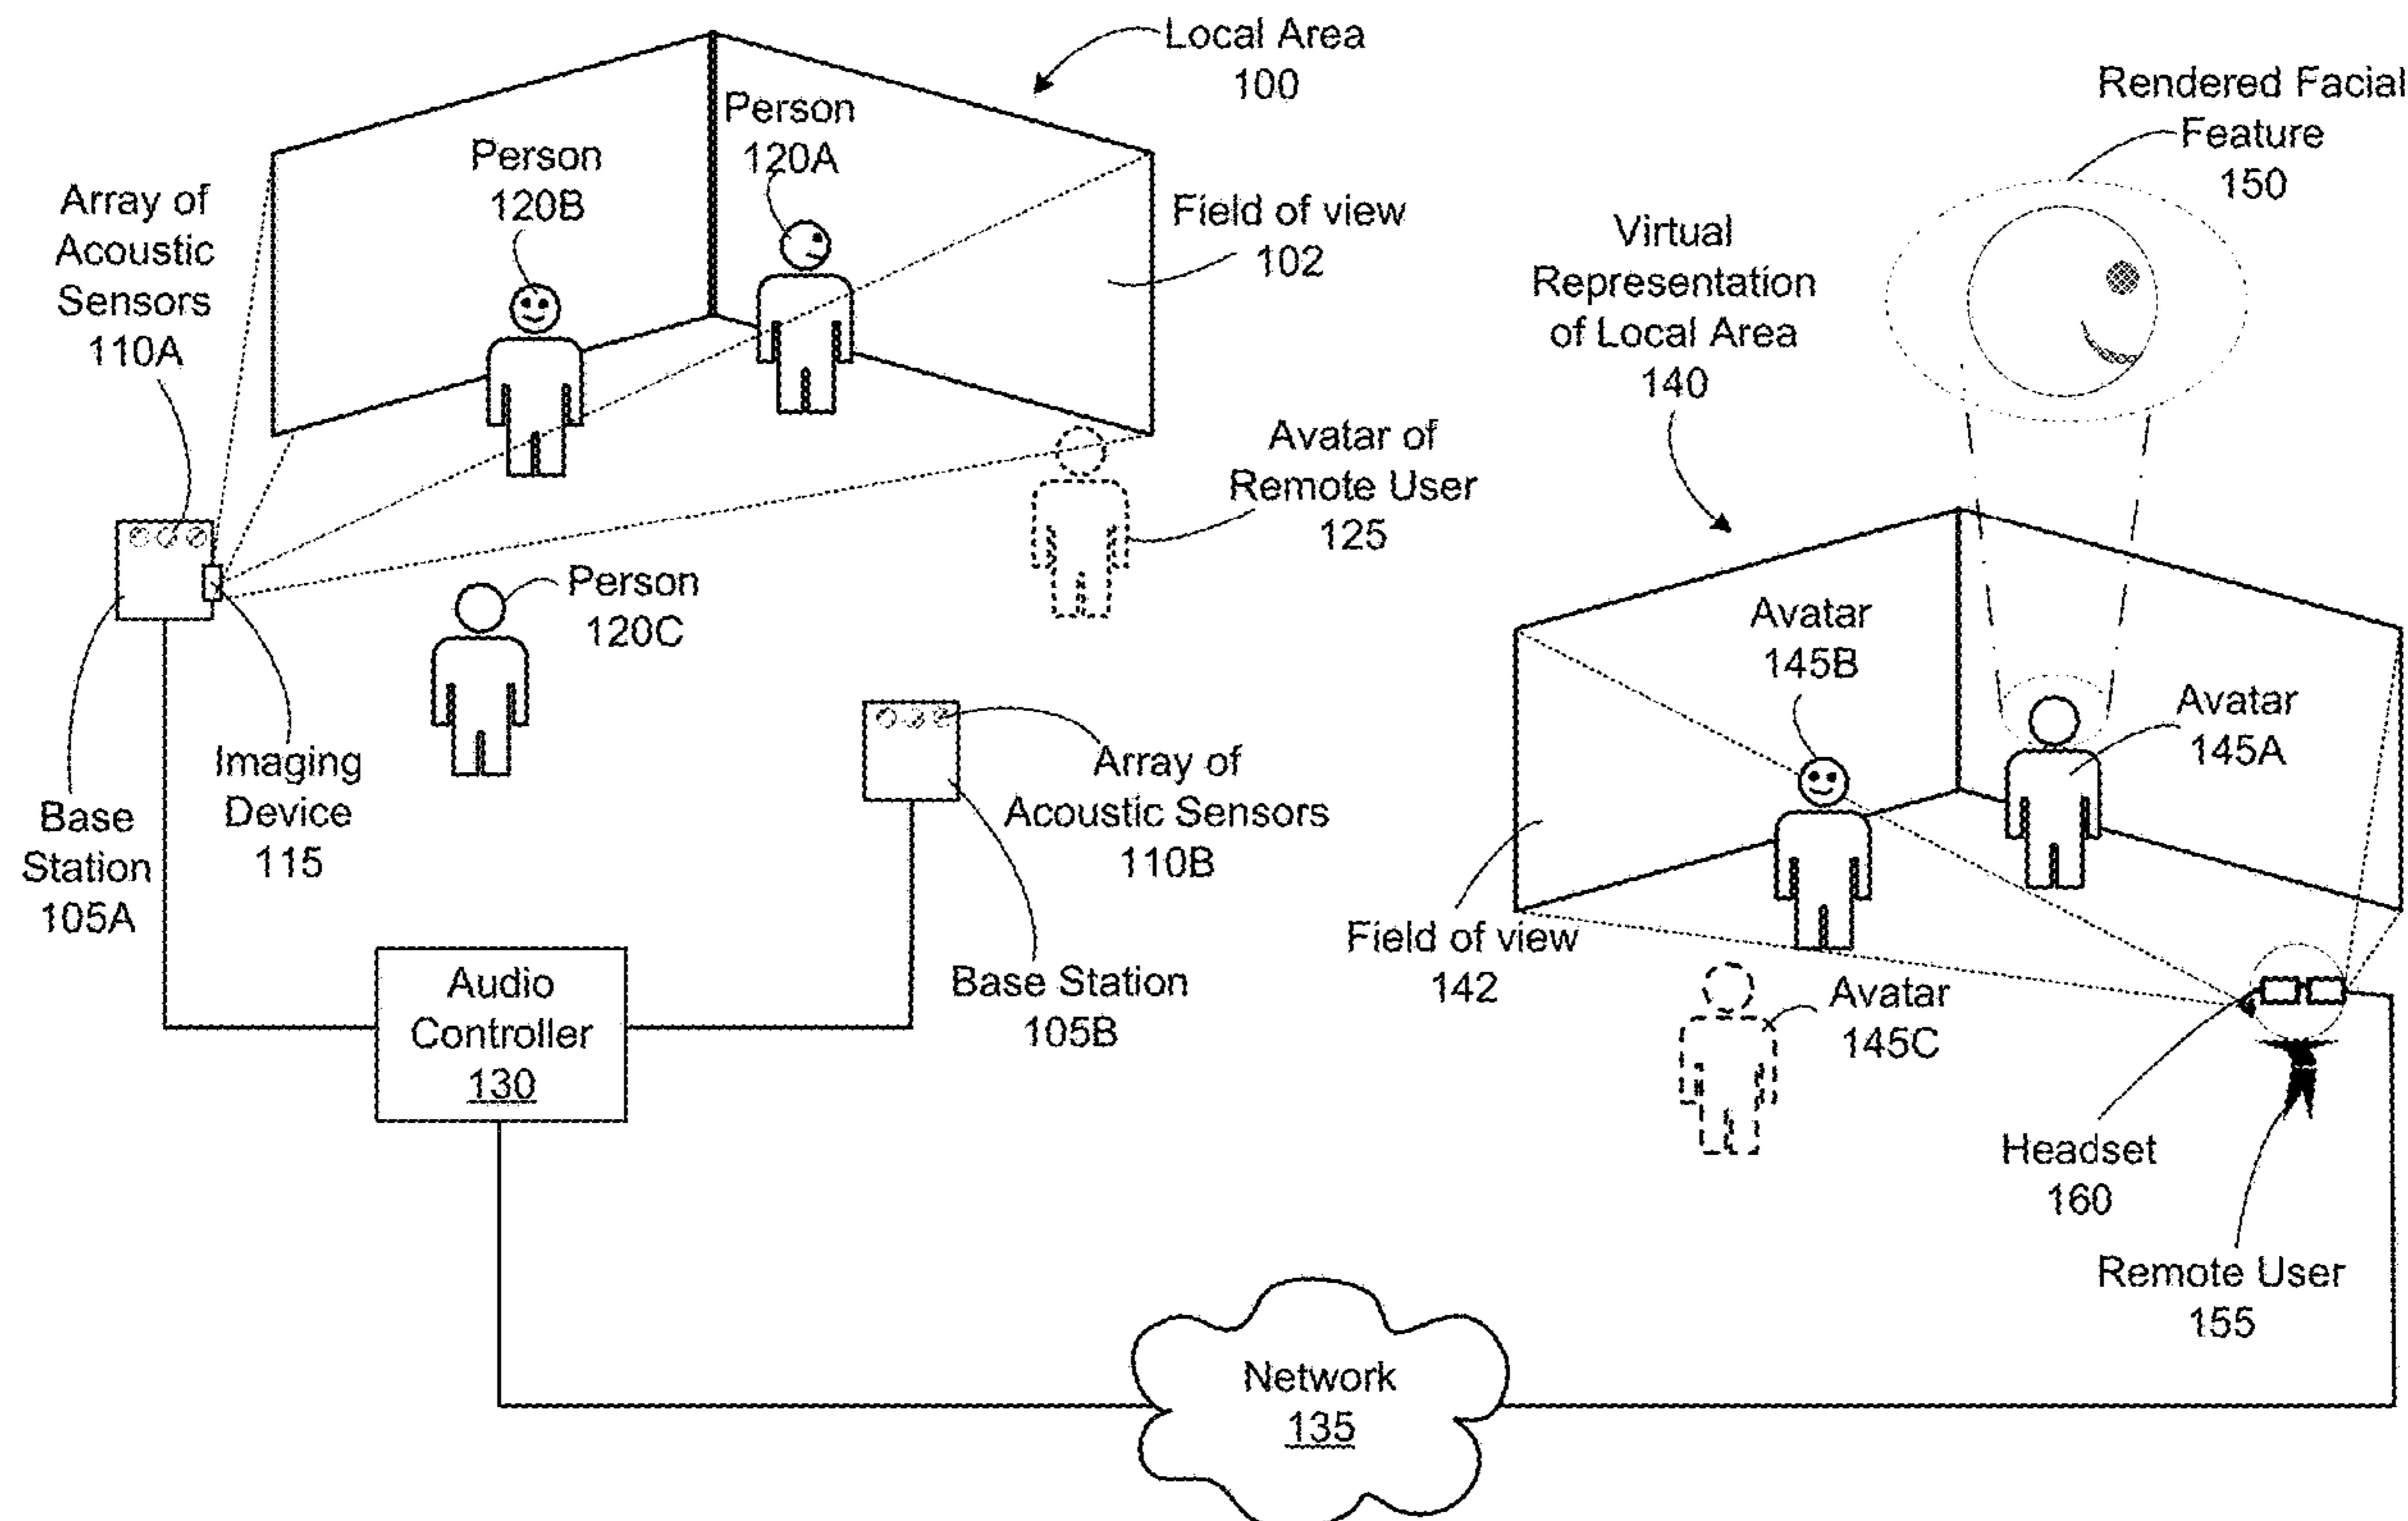 Local Area
100
Rendered Facial
Feature
150
Person
120A
Person
120B
Array of
Acoustic
Sensors
110A
Field of view
102
Virtual
Representation
of Local Area
140
Avatar of
Remote User
125
Person
120C
Avatar
145B
Avatar
145A
Imaging
Device
115
Base
Station
105A
Array of
Acoustic Sensors
110B
Field of view
142
Base Station
105B
Audio
Controller
130
Avatar
145C
Headset
160
Remote User
155
Network
135